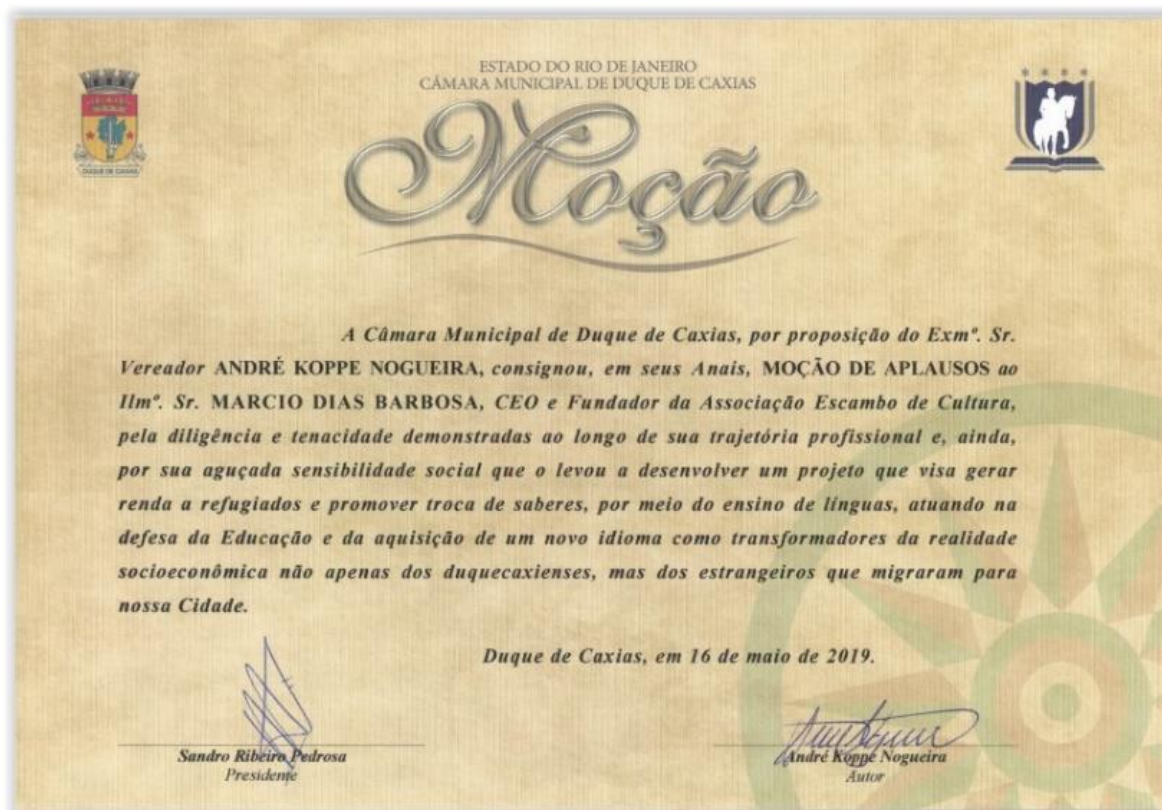 ESTADO DO RIO DE JANEIRO
CÂMARA MUNICIPAL DE DUQUE DE CAXIAS
Moção
DUQUE DE CAXIAS
A Câmara Municipal de Duque de Caxias, por proposição do Exmº. Sr.
Vereador ANDRÉ KOPPE NOGUEIRA, consignou, em seus Anais, MOÇÃO DE APLAUSOS ao
Ilmº. Sr. MARCIO DIAS BARBOSA, CEO e Fundador da Associação Escambo de Cultura,
pela diligência e tenacidade demonstradas ao longo de sua trajetória profissional e, ainda,
por sua aguçada sensibilidade social que o levou a desenvolver um projeto que visa gerar
renda a refugiados e promover troca de saberes, por meio do ensino de línguas, atuando na
defesa da Educação e da aquisição de um novo idioma como transformadores da realidade
socioeconômica não apenas dos duquecaxienses, mas dos estrangeiros que migraram para
nossa Cidade.
Duque de Caxias, em 16 de maio de 2019.
Sandro Ribeiro Pedrosa
Presidente
André Koppe Nogueira
Autor